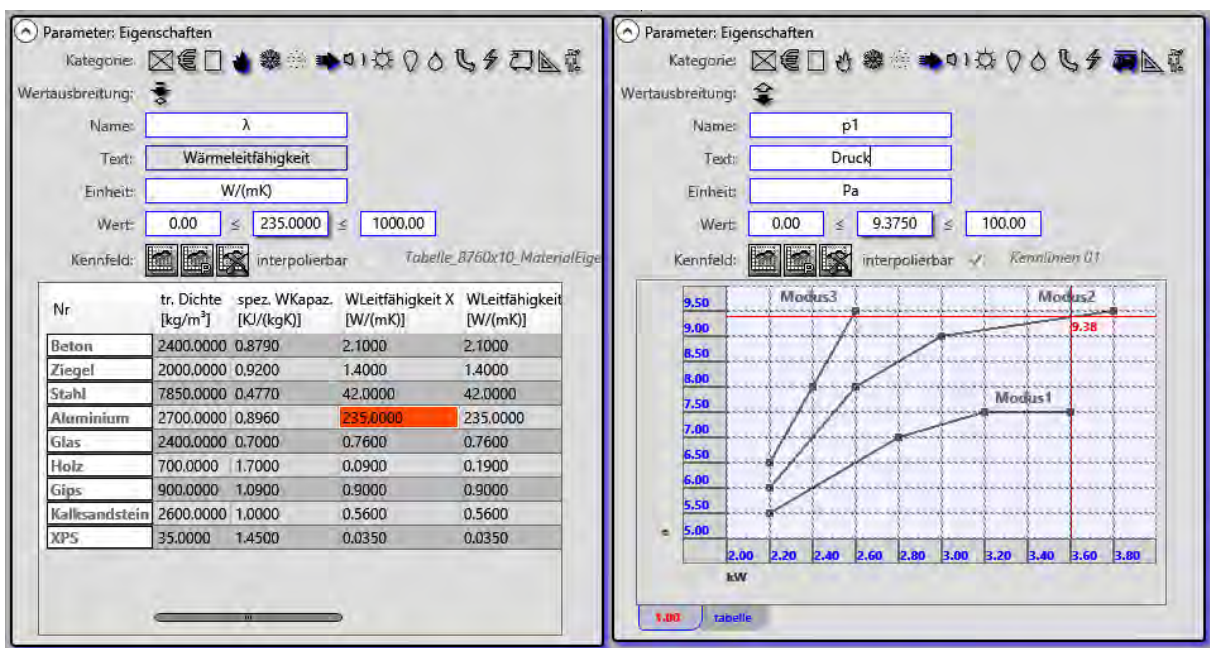 Parameter: Eigenschaften
Kategorie:
Wertausbreitung:
Name: λ
Text: Wärmeleitfähigkeit
Einheit: W/(mK)
Wert: 0.00 ≤ 235.0000 ≤ 1000.00
Kennfeld: interpolierbar Tabelle_8760x10_MaterialEige
Nr tr. Dichte [kg/m³] spez. WKapaz. [KJ/(kgK)] WLeitfähigkeit X [W/(mK)] WLeitfähigkeit [W/(mK)]
Beton 2400.0000 0.8790 2.1000 2.1000
Ziegel 2000.0000 0.9200 1.4000 1.4000
Stahl 7850.0000 0.4770 42.0000 42.0000
Aluminium 2700.0000 0.8960 235.0000 235.0000
Glas 2400.0000 0.7000 0.7600 0.7600
Holz 700.0000 1.7000 0.0900 0.1900
Gips 900.0000 1.0900 0.9000 0.9000
Kalksandstein 2600.0000 1.0000 0.5600 0.5600
XPS 35.0000 1.4500 0.0350 0.0350
Parameter: Eigenschaften
Kategorie:
Wertausbreitung:
Name: p1
Text: Druck
Einheit: Pa
Wert: 0.00 ≤ 9.3750 ≤ 100.00
Kennfeld: interpolierbar ✓ Kennlinien 01
9.50 Modus3 Modus2
9.00 9.38
8.50
8.00
7.50 Modus1
7.00
6.50
6.00
5.50
5.00
2.00 2.20 2.40 2.60 2.80 3.00 3.20 3.40 3.60 3.80
kW
1.00 tabelle